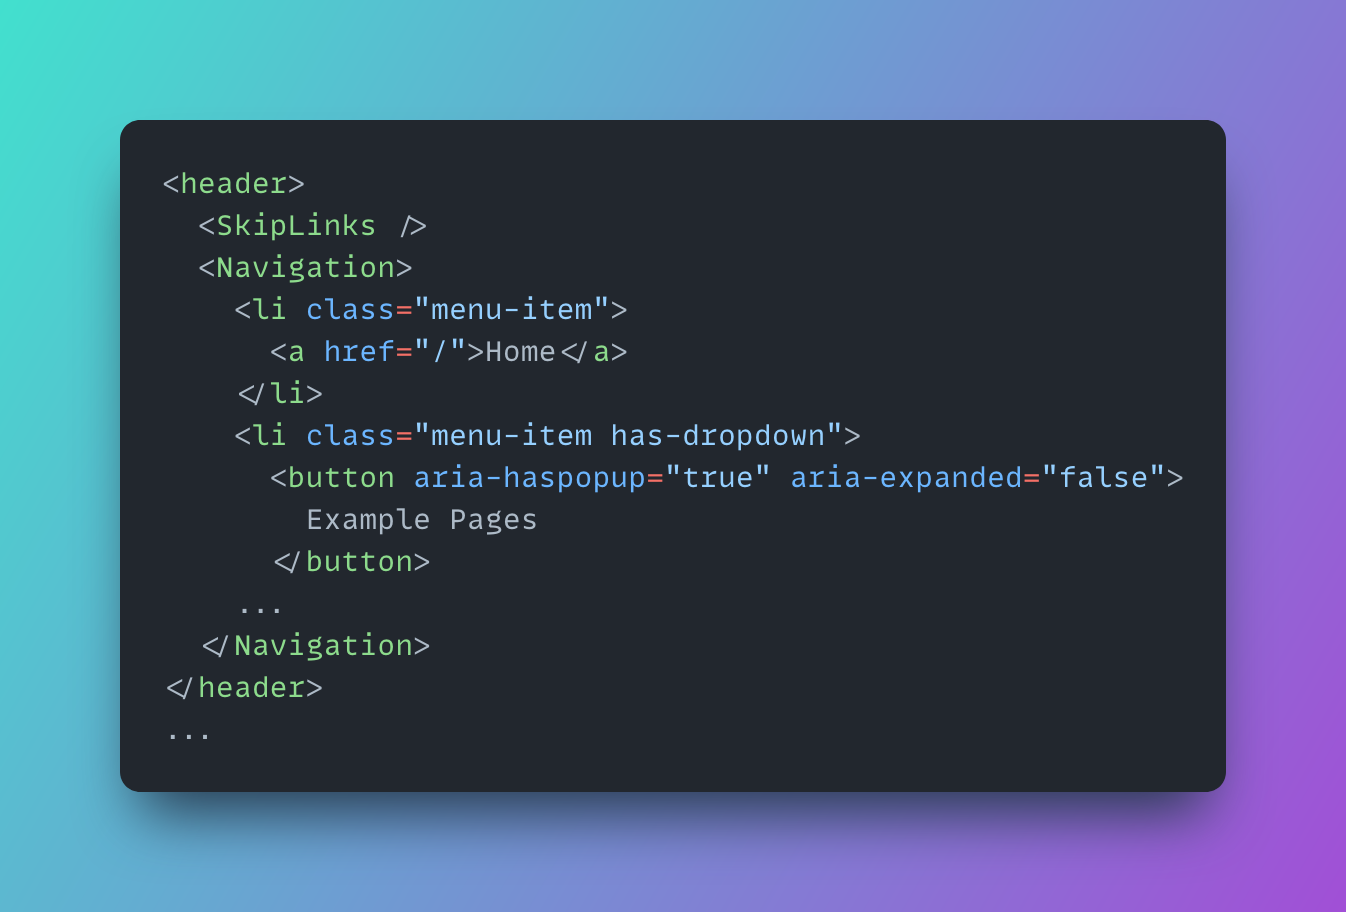 <header>
  <SkipLinks />
  <Navigation>
    <li class="menu-item">
      <a href="/">Home</a>
    </li>
    <li class="menu-item has-dropdown">
      <button aria-haspopup="true" aria-expanded="false">
        Example Pages
      </button>
    ...
  </Navigation>
</header>
...